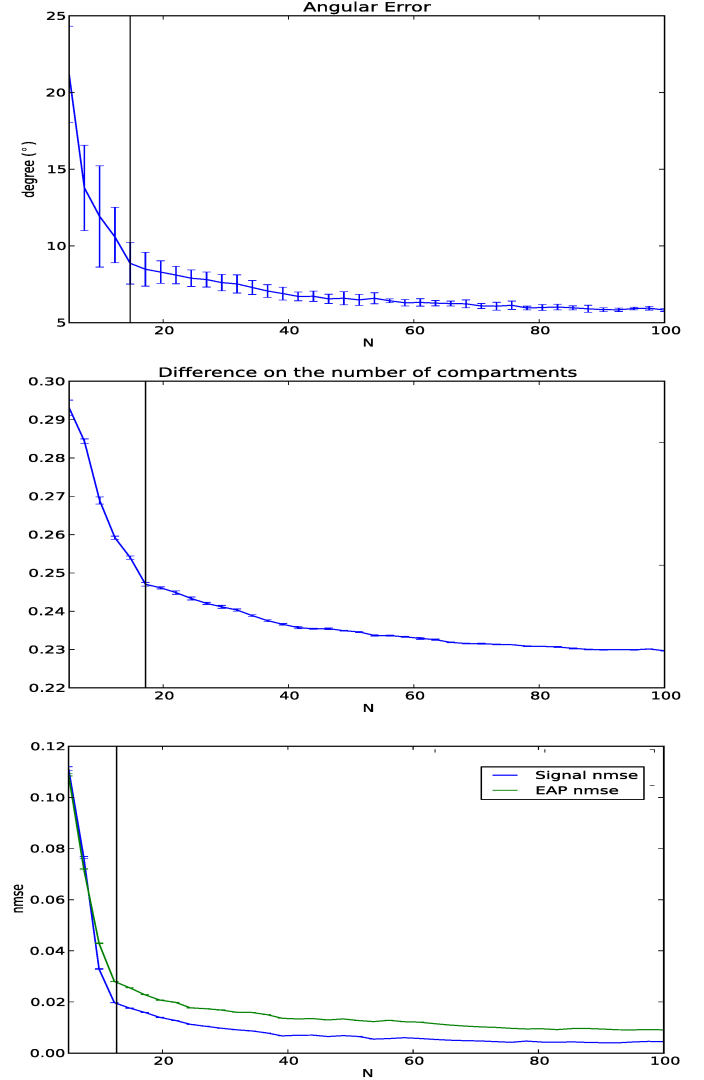 Angular Error
25
20
15
10
5
degree (°)
20 40 60 80 100
N
Difference on the number of compartments
0.30
0.29
0.28
0.27
0.26
0.25
0.24
0.23
0.22
20 40 60 80 100
N
0.12
0.10
0.08
0.06
0.04
0.02
0.00
nmse
Signal nmse
EAP nmse
20 40 60 80 100
N